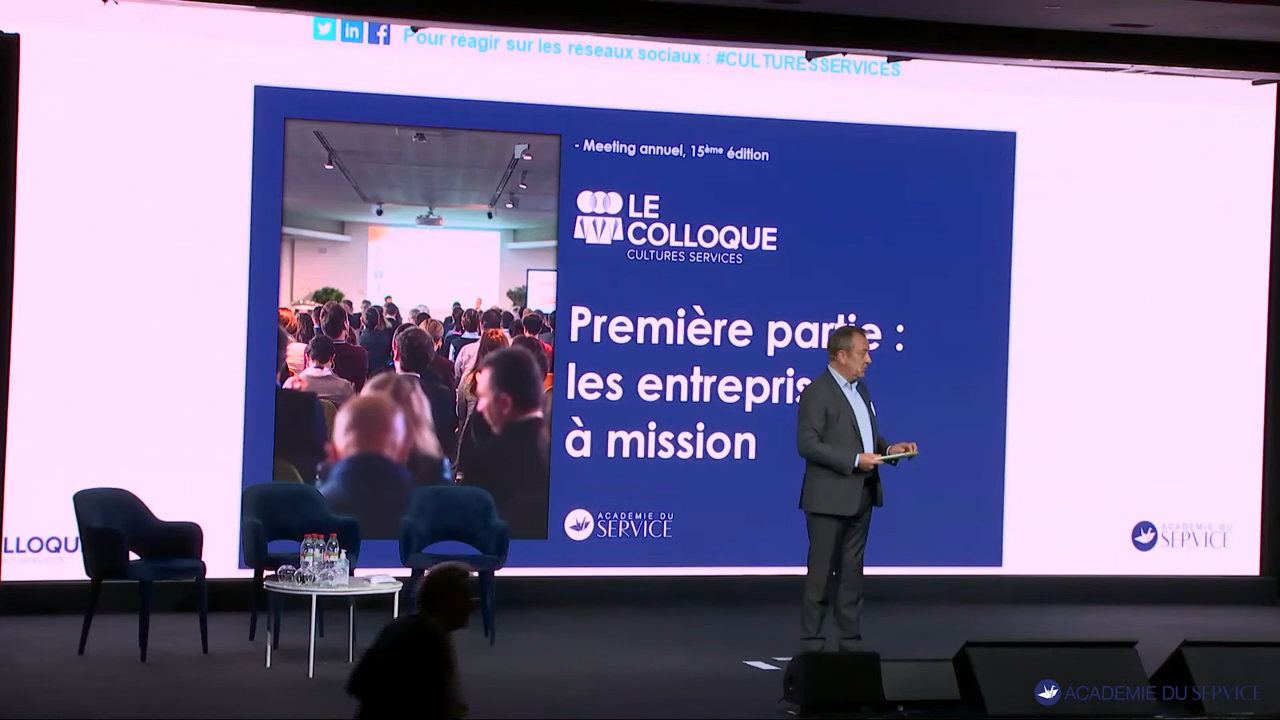 Pour réagir sur les réseaux sociaux : #CULTURESSERVICES
- Meeting annuel, 15ème édition
LE
COLLOQUE
CULTURES SERVICES
Première partie :
les entrepris
à mission
ACADEMIE DU
SERVICE
LLOQU
ACADEMIE DU
SERVICE
ACADEMIE DU SERVICE